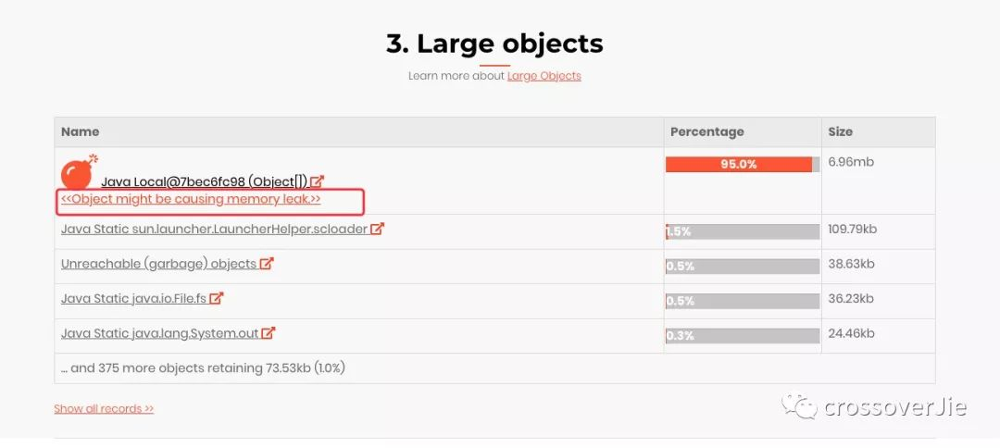 3. Large objects
Learn more about Large Objects
Name Percentage Size
Java Local@7bec6fc98 (Object[]) 95.0% 6.96mb
<<Object might be causing memory leak.>>
Java Static sun.launcher.LauncherHelper.scloader 1.5% 109.79kb
Unreachable (garbage) objects 0.5% 38.63kb
Java Static java.io.File.fs 0.5% 36.23kb
Java Static java.lang.System.out 0.3% 24.46kb
... and 375 more objects retaining 73.53kb (1.0%)
Show all records >>
crossoverJie